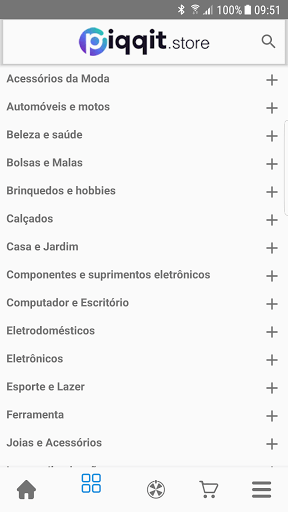 100% 09:51
piqqit.store
Acessórios da Moda
Automóveis e motos
Beleza e saúde
Bolsas e Malas
Brinquedos e hobbies
Calçados
Casa e Jardim
Componentes e suprimentos eletrônicos
Computador e Escritório
Eletrodomésticos
Eletrônicos
Esporte e Lazer
Ferramenta
Joias e Acessórios